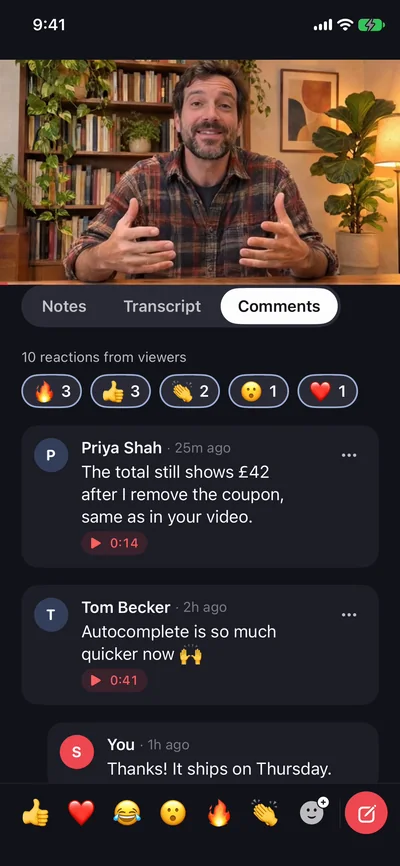 9:41
Notes Transcript Comments
10 reactions from viewers
🔥 3 👍 3 👏 2 😮 1 ❤️ 1
P Priya Shah · 25m ago
The total still shows £42
after I remove the coupon,
same as in your video.
0:14
T Tom Becker · 2h ago
Autocomplete is so much
quicker now 🙌
0:41
S You · 1h ago
Thanks! It ships on Thursday.